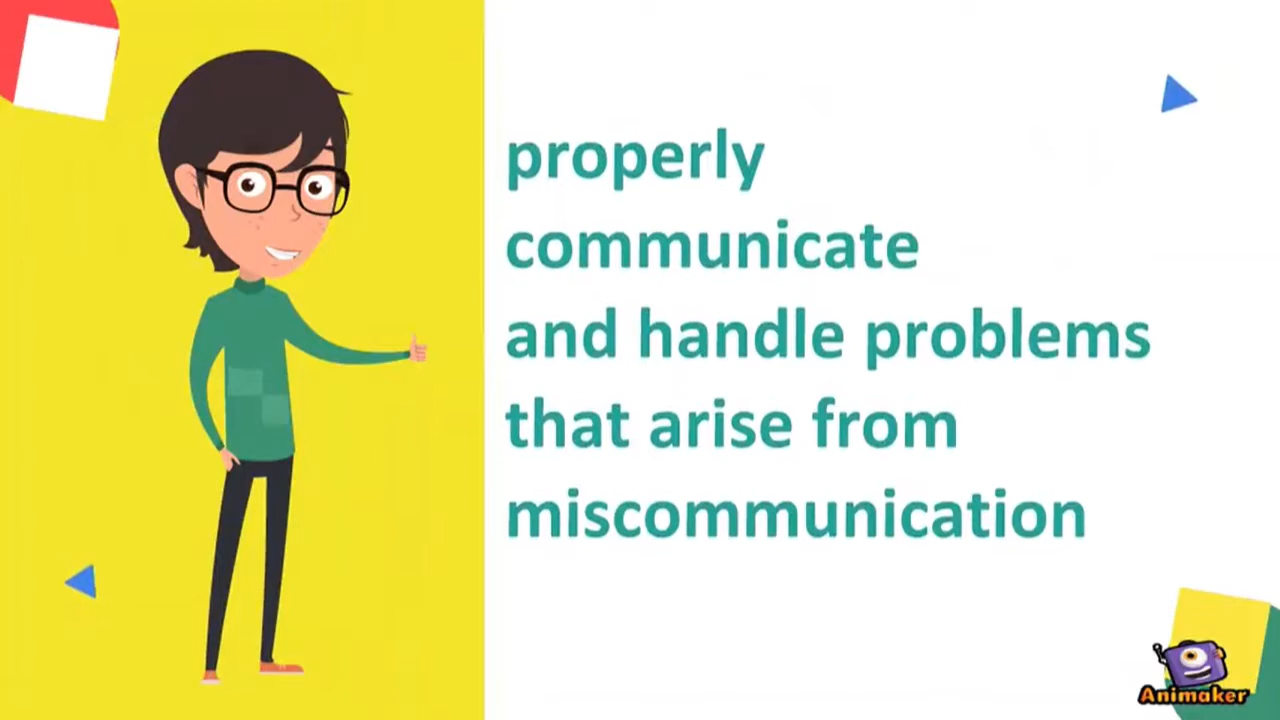 properly
communicate
and handle problems
that arise from
miscommunication
Animaker